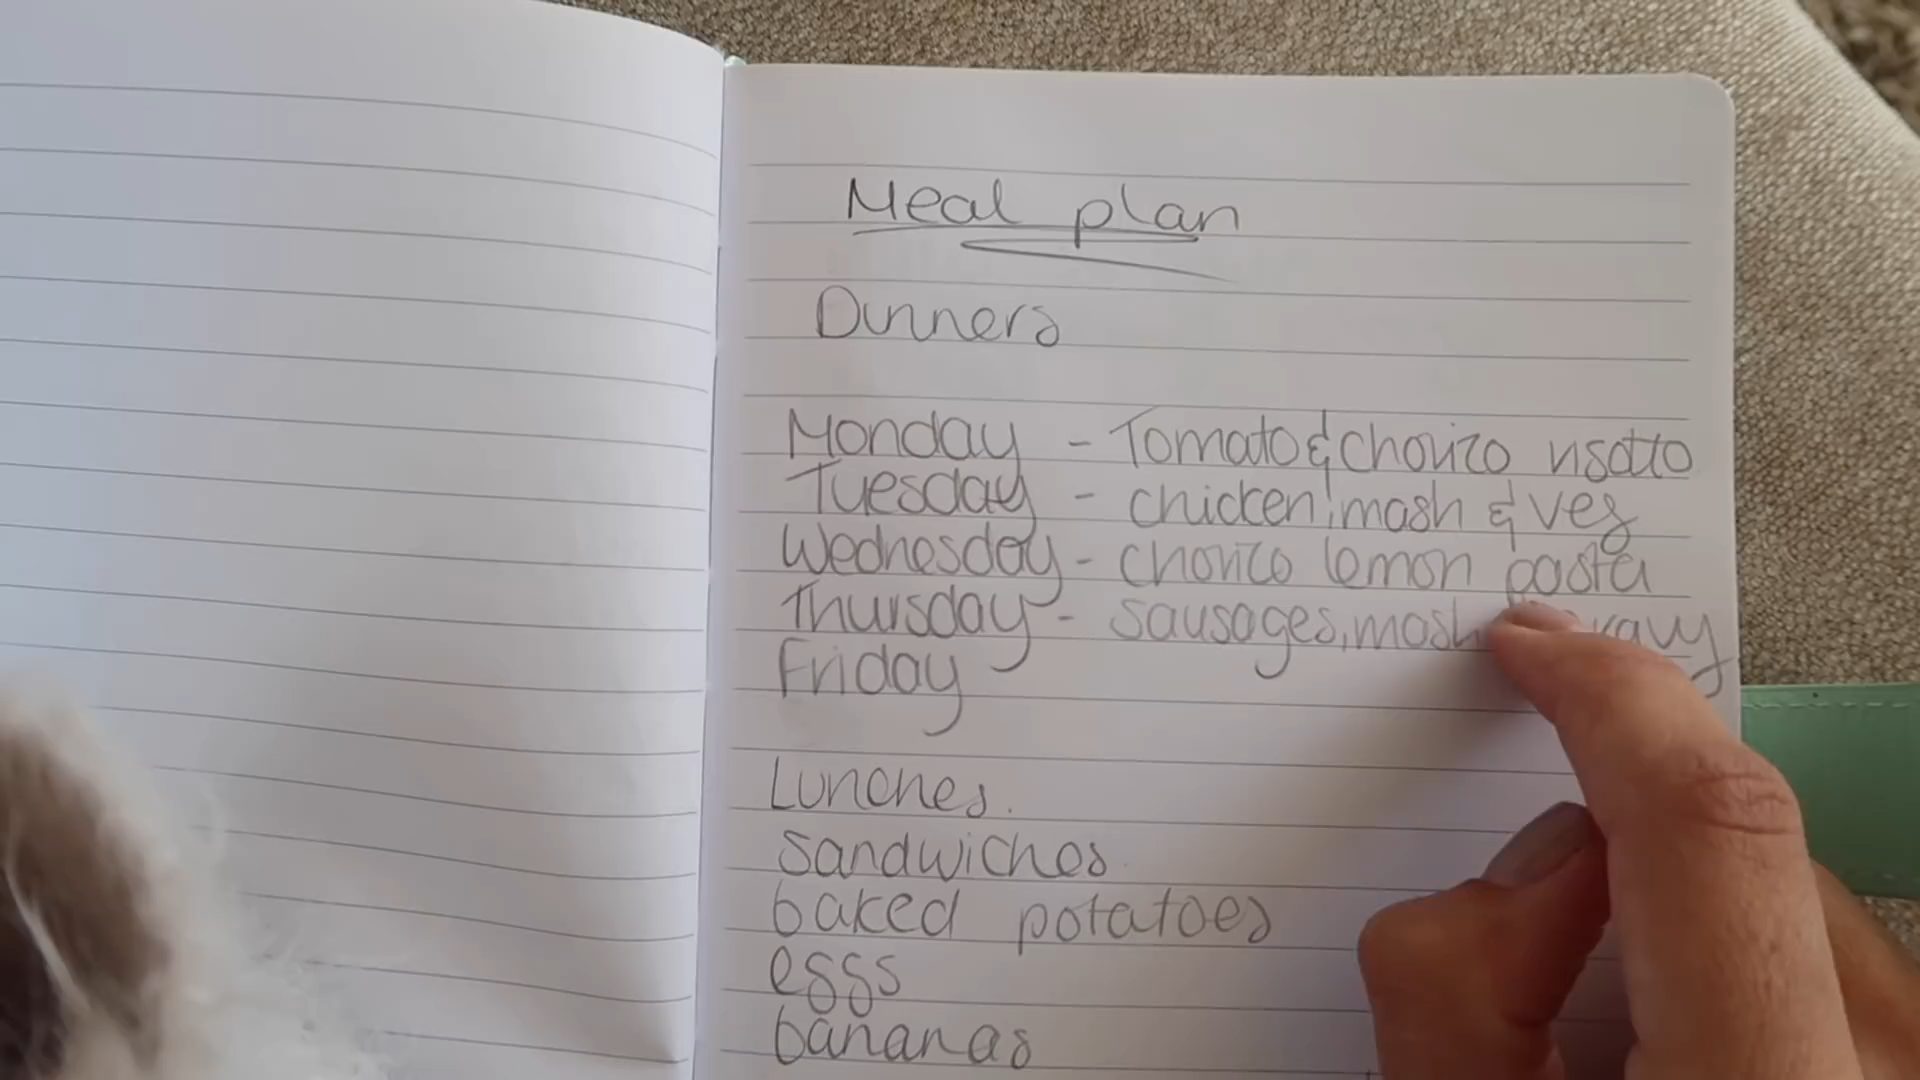 Meal plan
Dinners
Monday - Tomato & chorizo risotto
Tuesday - chicken, mash & veg
Wednesday - chorizo lemon pasta
Thursday - sausages, mash
Friday
Lunches.
sandwiches
baked potatoes
eggs
bananas